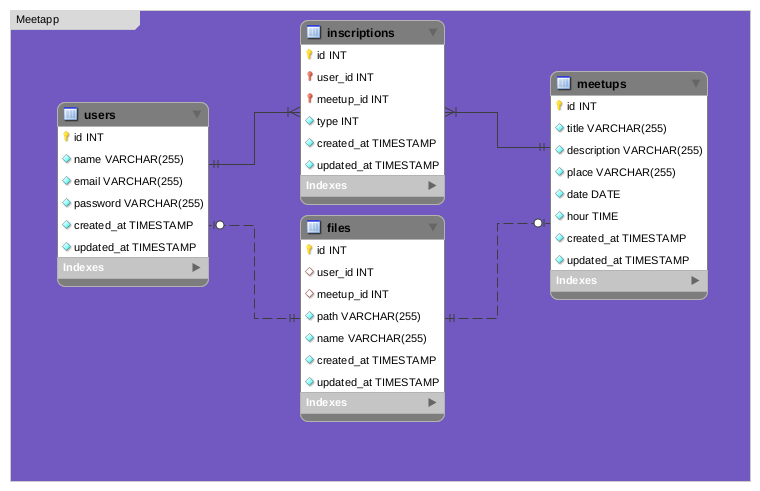 Meetapp
inscriptions
id INT
user_id INT
meetup_id INT
type INT
created_at TIMESTAMP
updated_at TIMESTAMP
Indexes
users
id INT
name VARCHAR(255)
email VARCHAR(255)
password VARCHAR(255)
created_at TIMESTAMP
updated_at TIMESTAMP
Indexes
meetups
id INT
title VARCHAR(255)
description VARCHAR(255)
place VARCHAR(255)
date DATE
hour TIME
created_at TIMESTAMP
updated_at TIMESTAMP
Indexes
files
id INT
user_id INT
meetup_id INT
path VARCHAR(255)
name VARCHAR(255)
created_at TIMESTAMP
updated_at TIMESTAMP
Indexes